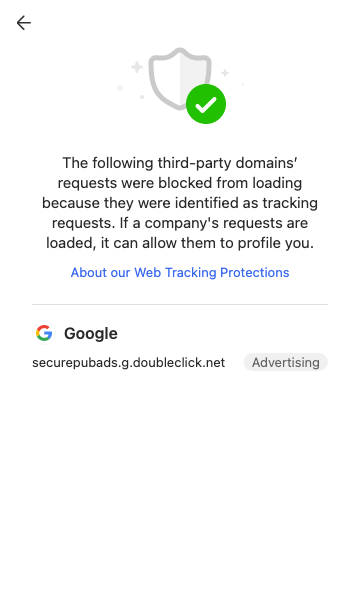 The following third-party domains’
requests were blocked from loading
because they were identified as tracking
requests. If a company's requests are
loaded, it can allow them to profile you.
About our Web Tracking Protections
Google
securepubads.g.doubleclick.net Advertising